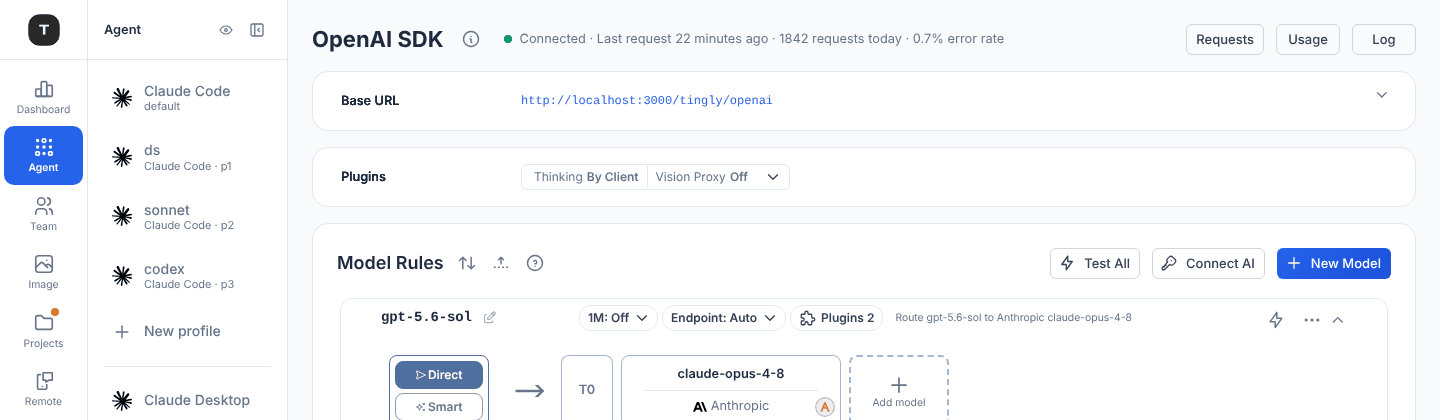 T
Agent
Dashboard
Agent
Team
Image
Projects
Remote
Claude Code
default
ds
Claude Code · p1
sonnet
Claude Code · p2
codex
Claude Code · p3
New profile
Claude Desktop
OpenAI SDK
Connected · Last request 22 minutes ago · 1842 requests today · 0.7% error rate
Requests
Usage
Log
Base URL
http://localhost:3000/tingly/openai
Plugins
Thinking By Client
Vision Proxy Off
Model Rules
Test All
Connect AI
New Model
gpt-5.6-sol
1M: Off
Endpoint: Auto
Plugins 2
Route gpt-5.6-sol to Anthropic claude-opus-4-8
Direct
Smart
T0
claude-opus-4-8
Anthropic
A
Add model